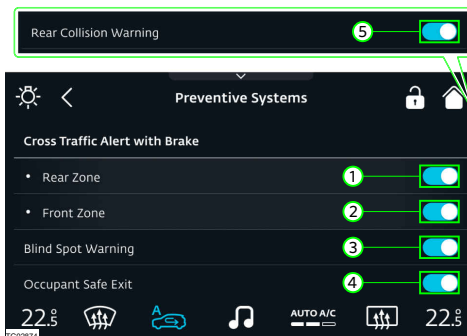 Rear Collision Warning 5
Preventive Systems
Cross Traffic Alert with Brake
• Rear Zone 1
• Front Zone 2
Blind Spot Warning 3
Occupant Safe Exit 4
22.5° A AUTO A/C 22.5°